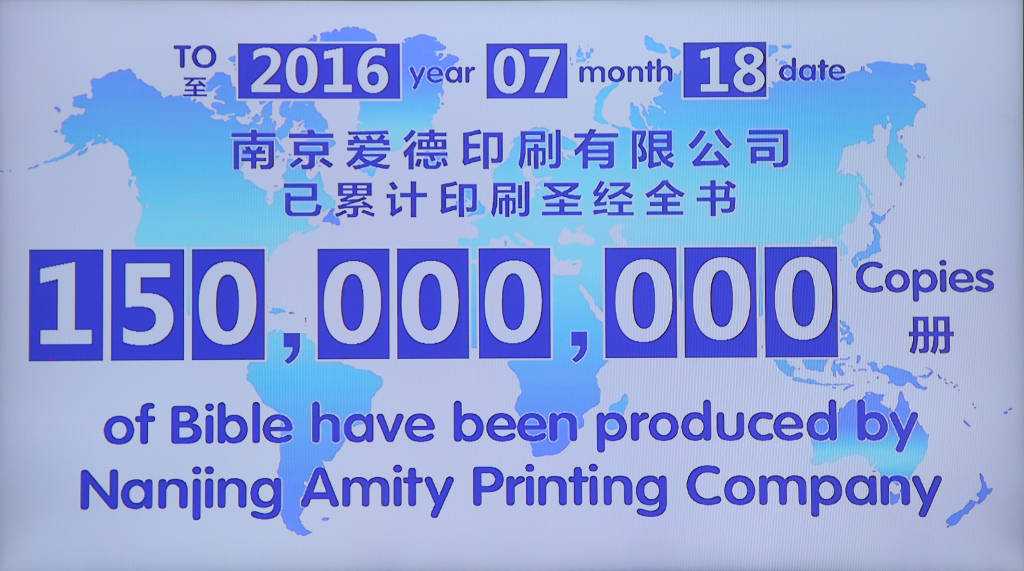 TO 2016 year 07 month 18 date
至
南京爱德印刷有限公司
已累计印刷圣经全书
150,000,000 Copies
册
of Bible have been produced by
Nanjing Amity Printing Company